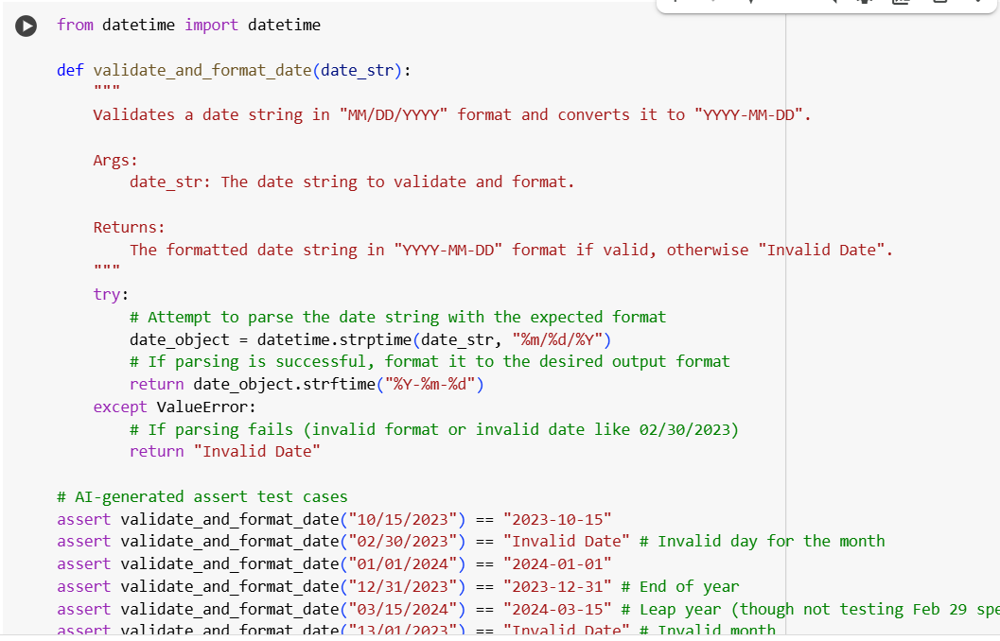 from datetime import datetime
def validate_and_format_date(date_str):
"""
Validates a date string in "MM/DD/YYYY" format and converts it to "YYYY-MM-DD".
Args:
date_str: The date string to validate and format.
Returns:
The formatted date string in "YYYY-MM-DD" format if valid, otherwise "Invalid Date".
"""
try:
# Attempt to parse the date string with the expected format
date_object = datetime.strptime(date_str, "%m/%d/%Y")
# If parsing is successful, format it to the desired output format
return date_object.strftime("%Y-%m-%d")
except ValueError:
# If parsing fails (invalid format or invalid date like 02/30/2023)
return "Invalid Date"
# AI-generated assert test cases
assert validate_and_format_date("10/15/2023") == "2023-10-15"
assert validate_and_format_date("02/30/2023") == "Invalid Date" # Invalid day for the month
assert validate_and_format_date("01/01/2024") == "2024-01-01"
assert validate_and_format_date("12/31/2023") == "2023-12-31" # End of year
assert validate_and_format_date("03/15/2024") == "2024-03-15" # Leap year (though not testing Feb 29 spe
assert validate_and_format_date("13/01/2023") == "Invalid Date" # Invalid month